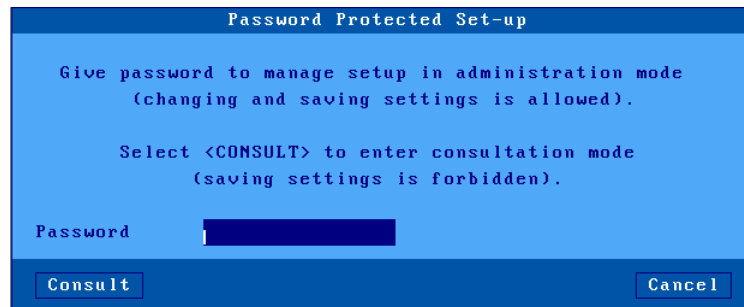 Password Protected Set-up
Give password to manage setup in administration mode
(changing and saving settings is allowed).
Select <CONSULT> to enter consultation mode
(saving settings is forbidden).
Password
Consult Cancel